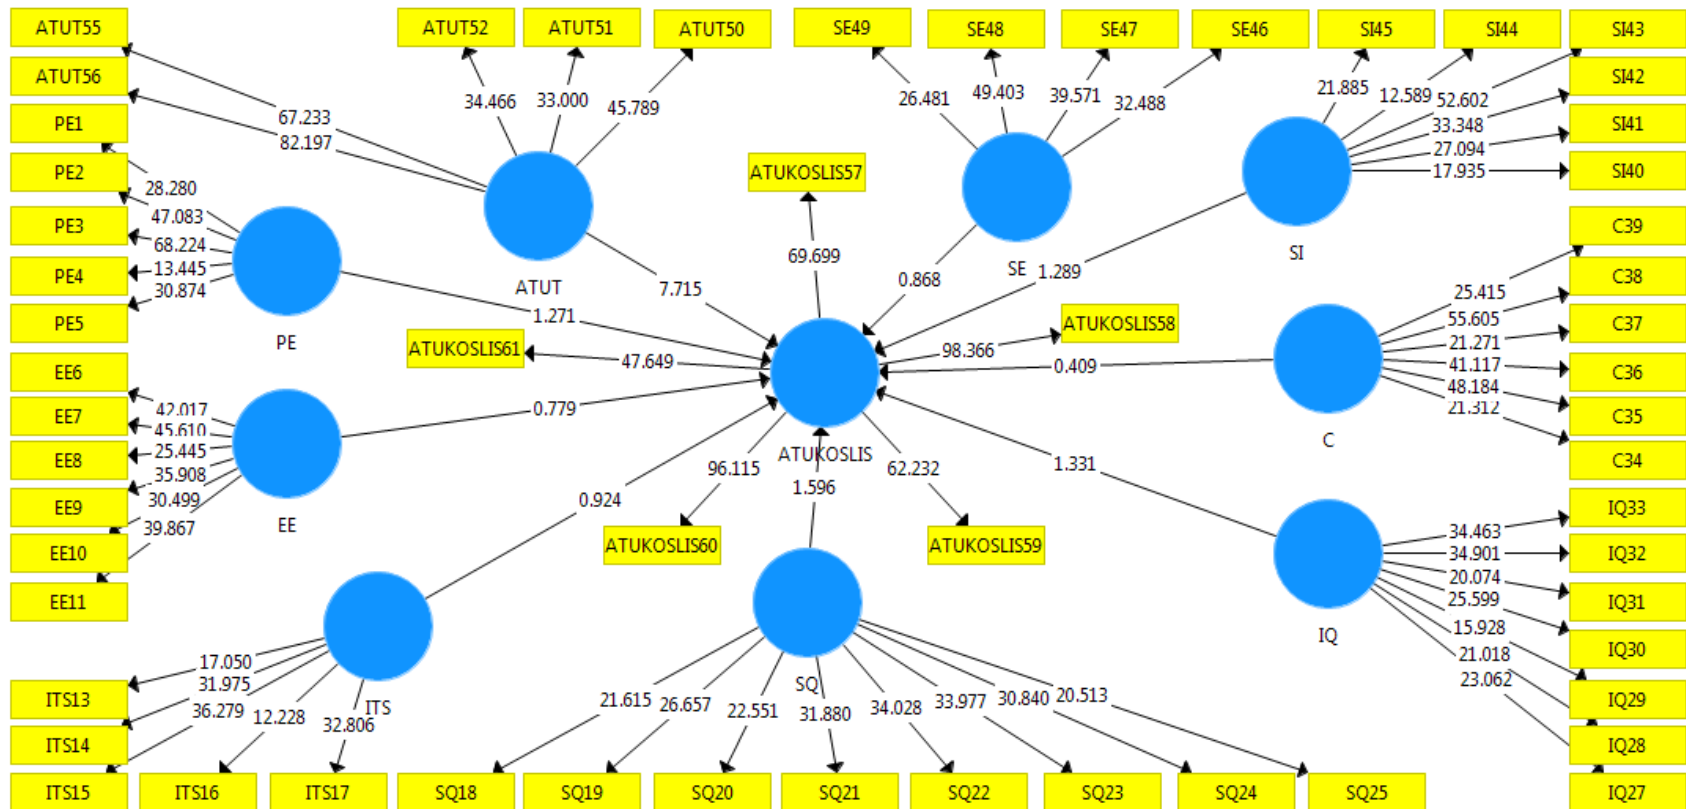 ATUT55
ATUT52
ATUT51
ATUT50
SE49
SE48
SE47
SE46
SI45
SI44
SI43
ATUT56
SI42
PE1
SI41
PE2
SI40
PE3
C39
PE4
C38
PE5
C37
EE6
C36
EE7
C35
EE8
C34
EE9
IQ33
EE10
IQ32
EE11
IQ31
IQ30
ITS13
IQ29
ITS14
IQ28
ITS15
ITS16
ITS17
SQ18
SQ19
SQ20
SQ21
SQ22
SQ23
SQ24
SQ25
IQ27
67.233
82.197
34.466
33.000
45.789
26.481
49.403
39.571
32.488
21.885
12.589
52.602
33.348
27.094
17.935
28.280
47.083
68.224
13.445
30.874
ATUKOSLIS57
69.699
7.715
0.868
1.289
1.271
ATUT
SE
SI
PE
ATUKOSLIS61
47.649
98.366
ATUKOSLIS58
0.409
25.415
55.605
21.271
41.117
48.184
21.312
C
42.017
45.610
25.445
35.908
30.499
39.867
EE
0.779
0.924
96.115
ATUKOSLIS
1.596
62.232
1.331
ATUKOSLIS60
ATUKOSLIS59
34.463
34.901
20.074
25.599
15.928
21.018
23.062
IQ
17.050
31.975
36.279
12.228
32.806
ITS
SQ
21.615
26.657
22.551
31.880
34.028
33.977
30.840
20.513